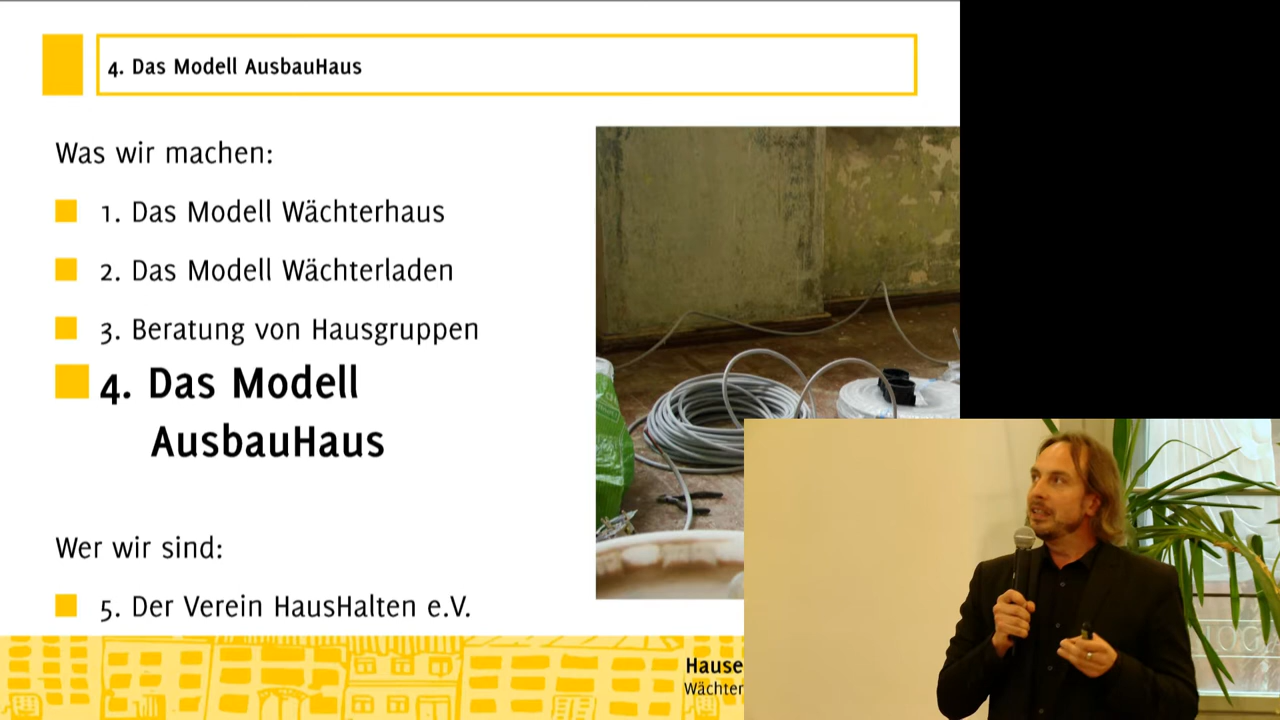 4. Das Modell AusbauHaus
Was wir machen:
1. Das Modell Wächterhaus
2. Das Modell Wächterladen
3. Beratung von Hausgruppen
4. Das Modell
AusbauHaus
Wer wir sind:
5. Der Verein HausHalten e.V.
Hause
Wächter